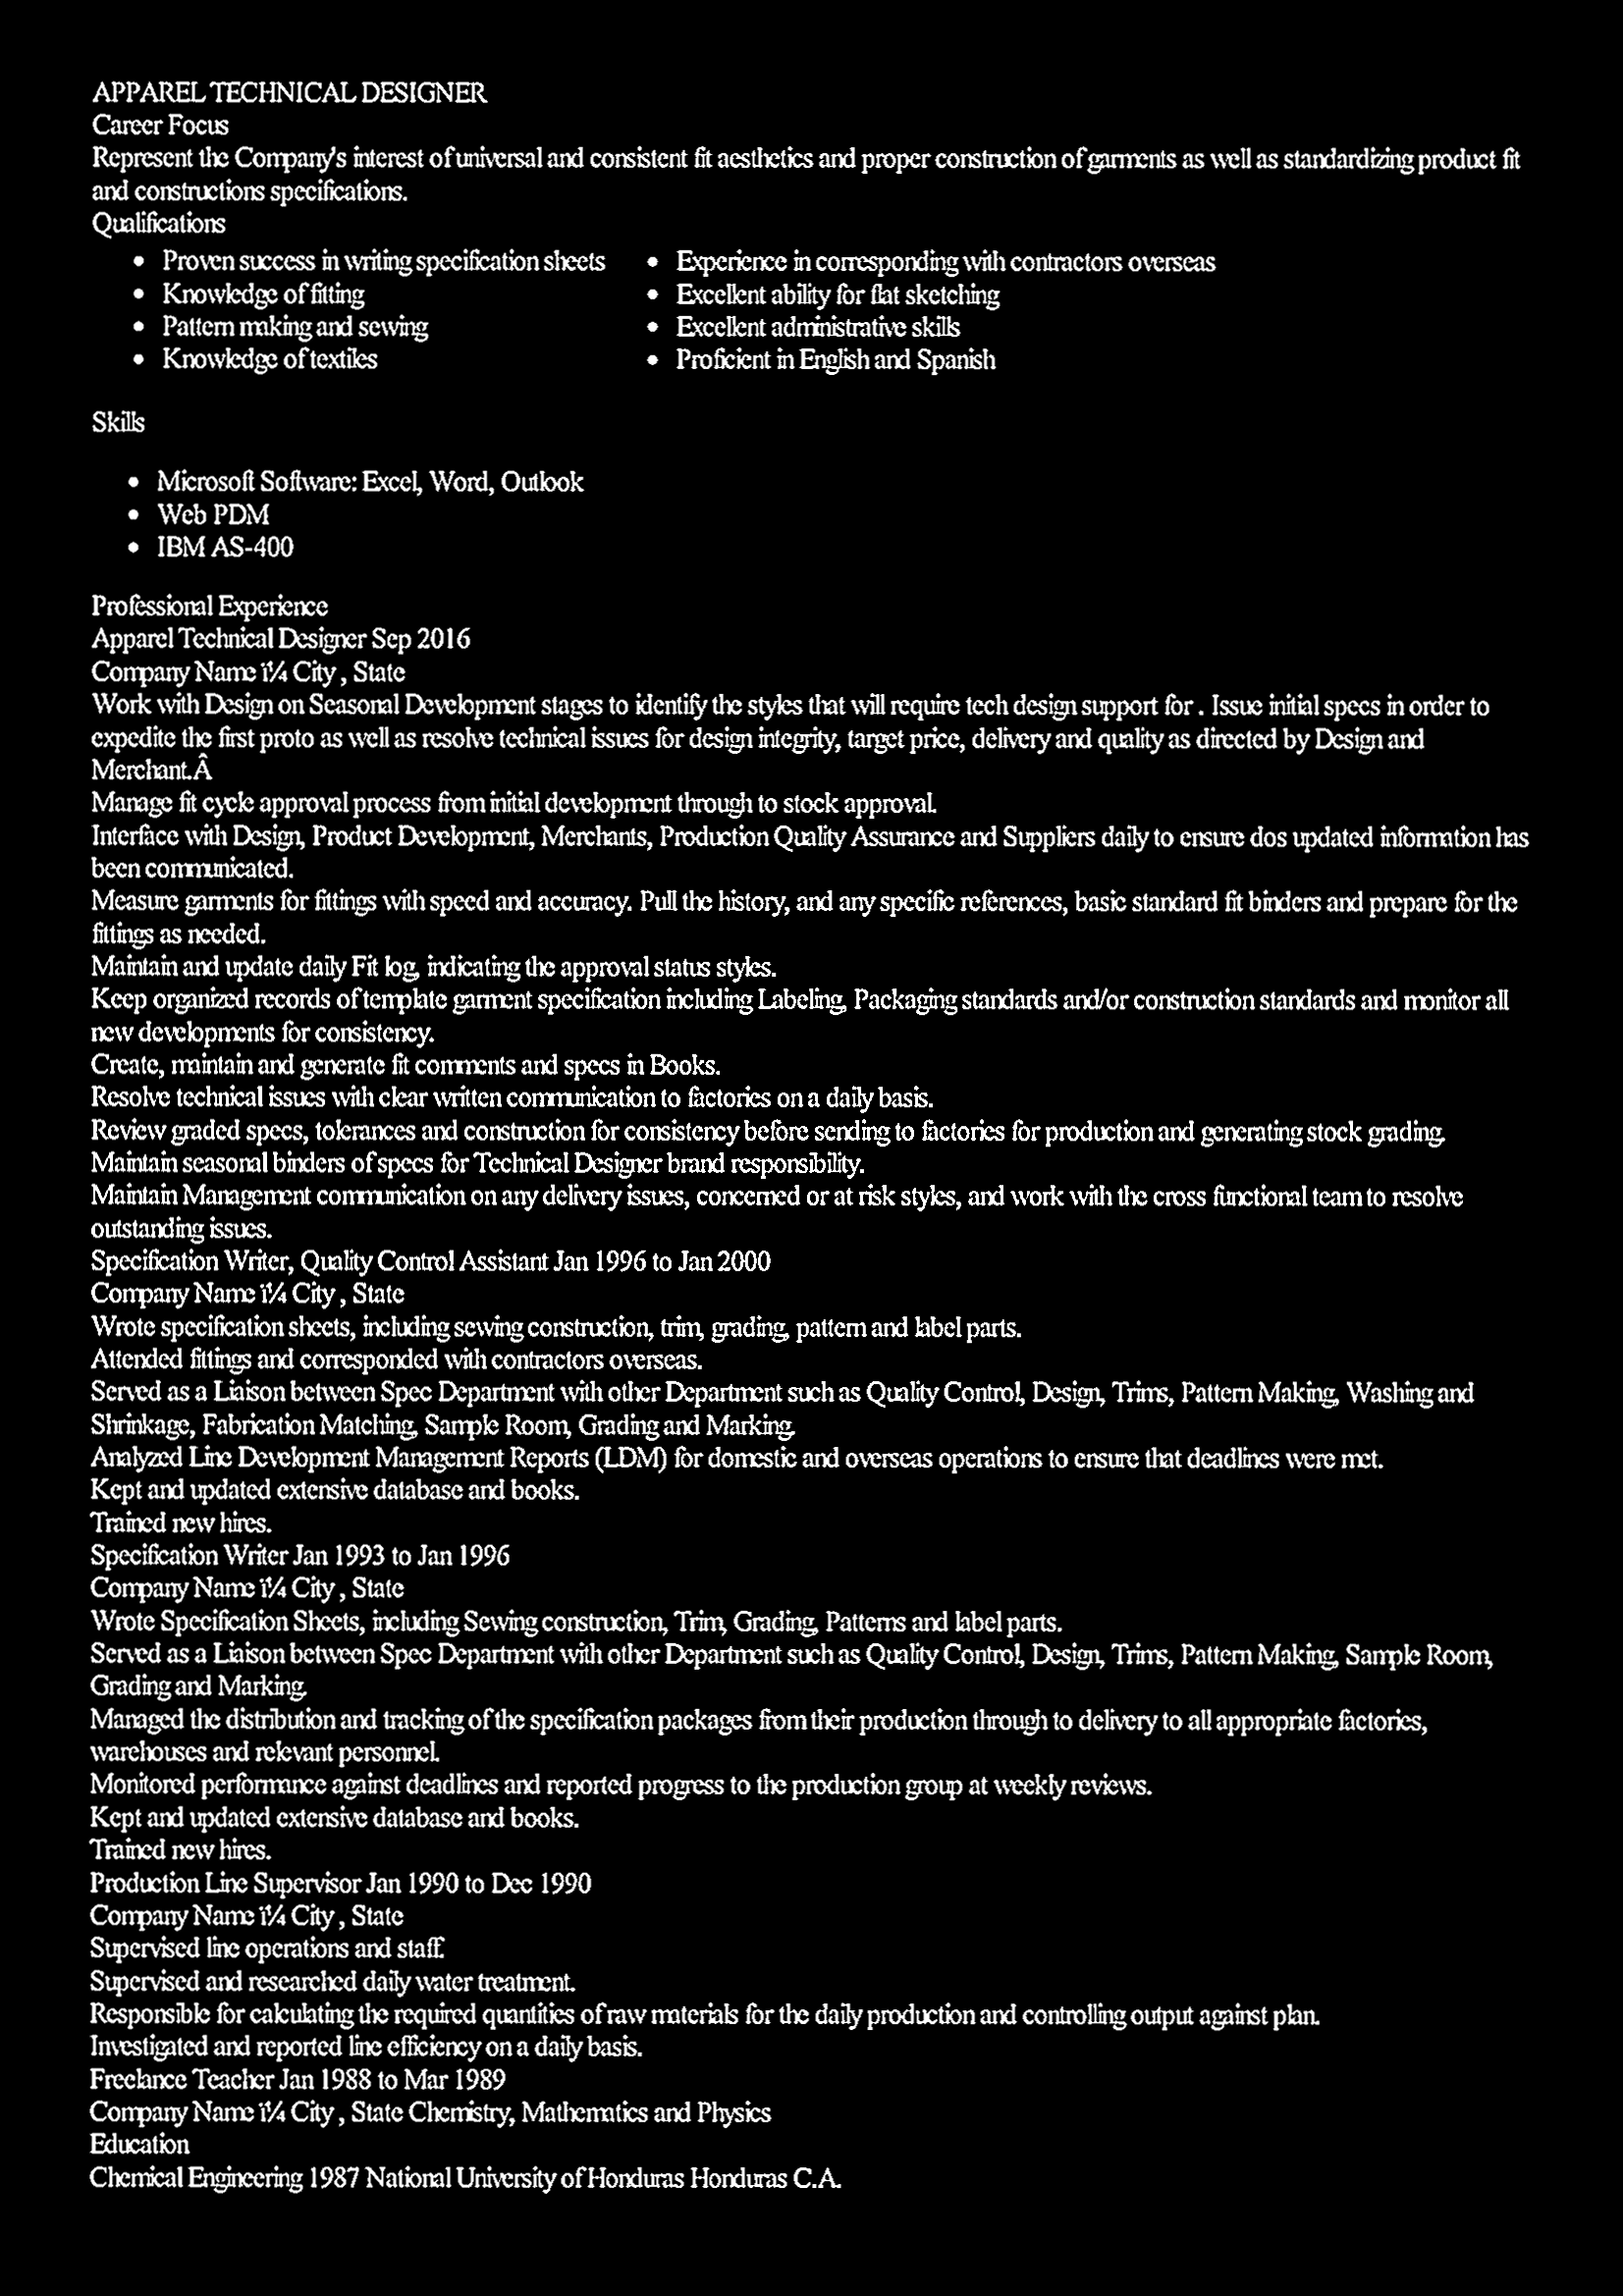 APPAREL TECHNICAL DESIGNER
Career Focus
Represent the Company's interest of universal and consistent fit aesthetics and proper construction of garments as well as standardizing product fit
and constructions specifications.
Qualifications
• Proven success in writing specification sheets
• Knowledge of fitting
• Pattern making and sewing
• Knowledge of textiles
• Experience in corresponding with contractors overseas
• Excellent ability for flat sketching
• Excellent administrative skills
• Proficient in English and Spanish
Skills
• Microsoft Software: Excel, Word, Outlook
• Web PDM
• IBM AS-400
Professional Experience
Apparel Technical Designer Sep 2016
Company Name ï¼ City , State
Work with Design on Seasonal Development stages to identify the styles that will require tech design support for . Issue initial specs in order to
expedite the first proto as well as resolve technical issues for design integrity, target price, delivery and quality as directed by Design and
Merchant.Â
Manage fit cycle approval process from initial development through to stock approval.
Interface with Design, Product Development, Merchants, Production Quality Assurance and Suppliers daily to ensure dos updated information has
been communicated.
Measure garments for fittings with speed and accuracy. Pull the history, and any specific references, basic standard fit binders and prepare for the
fittings as needed.
Maintain and update daily Fit log, indicating the approval status styles.
Keep organized records of template garment specification including Labeling, Packaging standards and/or construction standards and monitor all
new developments for consistency.
Create, maintain and generate fit comments and specs in Books.
Resolve technical issues with clear written communication to factories on a daily basis.
Review graded specs, tolerances and construction for consistency before sending to factories for production and generating stock grading.
Maintain seasonal binders of specs for Technical Designer brand responsibility.
Maintain Management communication on any delivery issues, concerned or at risk styles, and work with the cross functional team to resolve
outstanding issues.
Specification Writer, Quality Control Assistant Jan 1996 to Jan 2000
Company Name ï¼ City , State
Wrote specification sheets, including sewing construction, trim, grading, pattern and label parts.
Attended fittings and corresponded with contractors overseas.
Served as a Liaison between Spec Department with other Department such as Quality Control, Design, Trims, Pattern Making, Washing and
Shrinkage, Fabrication Matching, Sample Room, Grading and Marking.
Analyzed Line Development Management Reports (LDM) for domestic and overseas operations to ensure that deadlines were met.
Kept and updated extensive database and books.
Trained new hires.
Specification Writer Jan 1993 to Jan 1996
Company Name ï¼ City , State
Wrote Specification Sheets, including Sewing construction, Trim, Grading, Patterns and label parts.
Served as a Liaison between Spec Department with other Department such as Quality Control, Design, Trims, Pattern Making, Sample Room,
Grading and Marking.
Managed the distribution and tracking of the specification packages from their production through to delivery to all appropriate factories,
warehouses and relevant personnel.
Monitored performance against deadlines and reported progress to the production group at weekly reviews.
Kept and updated extensive database and books.
Trained new hires.
Production Line Supervisor Jan 1990 to Dec 1990
Company Name ï¼ City , State
Supervised line operations and staff.
Supervised and researched daily water treatment.
Responsible for calculating the required quantities of raw materials for the daily production and controlling output against plan.
Investigated and reported line efficiency on a daily basis.
Freelance Teacher Jan 1988 to Mar 1989
Company Name ï¼ City , State Chemistry, Mathematics and Physics
Education
Chemical Engineering 1987 National University of Honduras Honduras C.A.